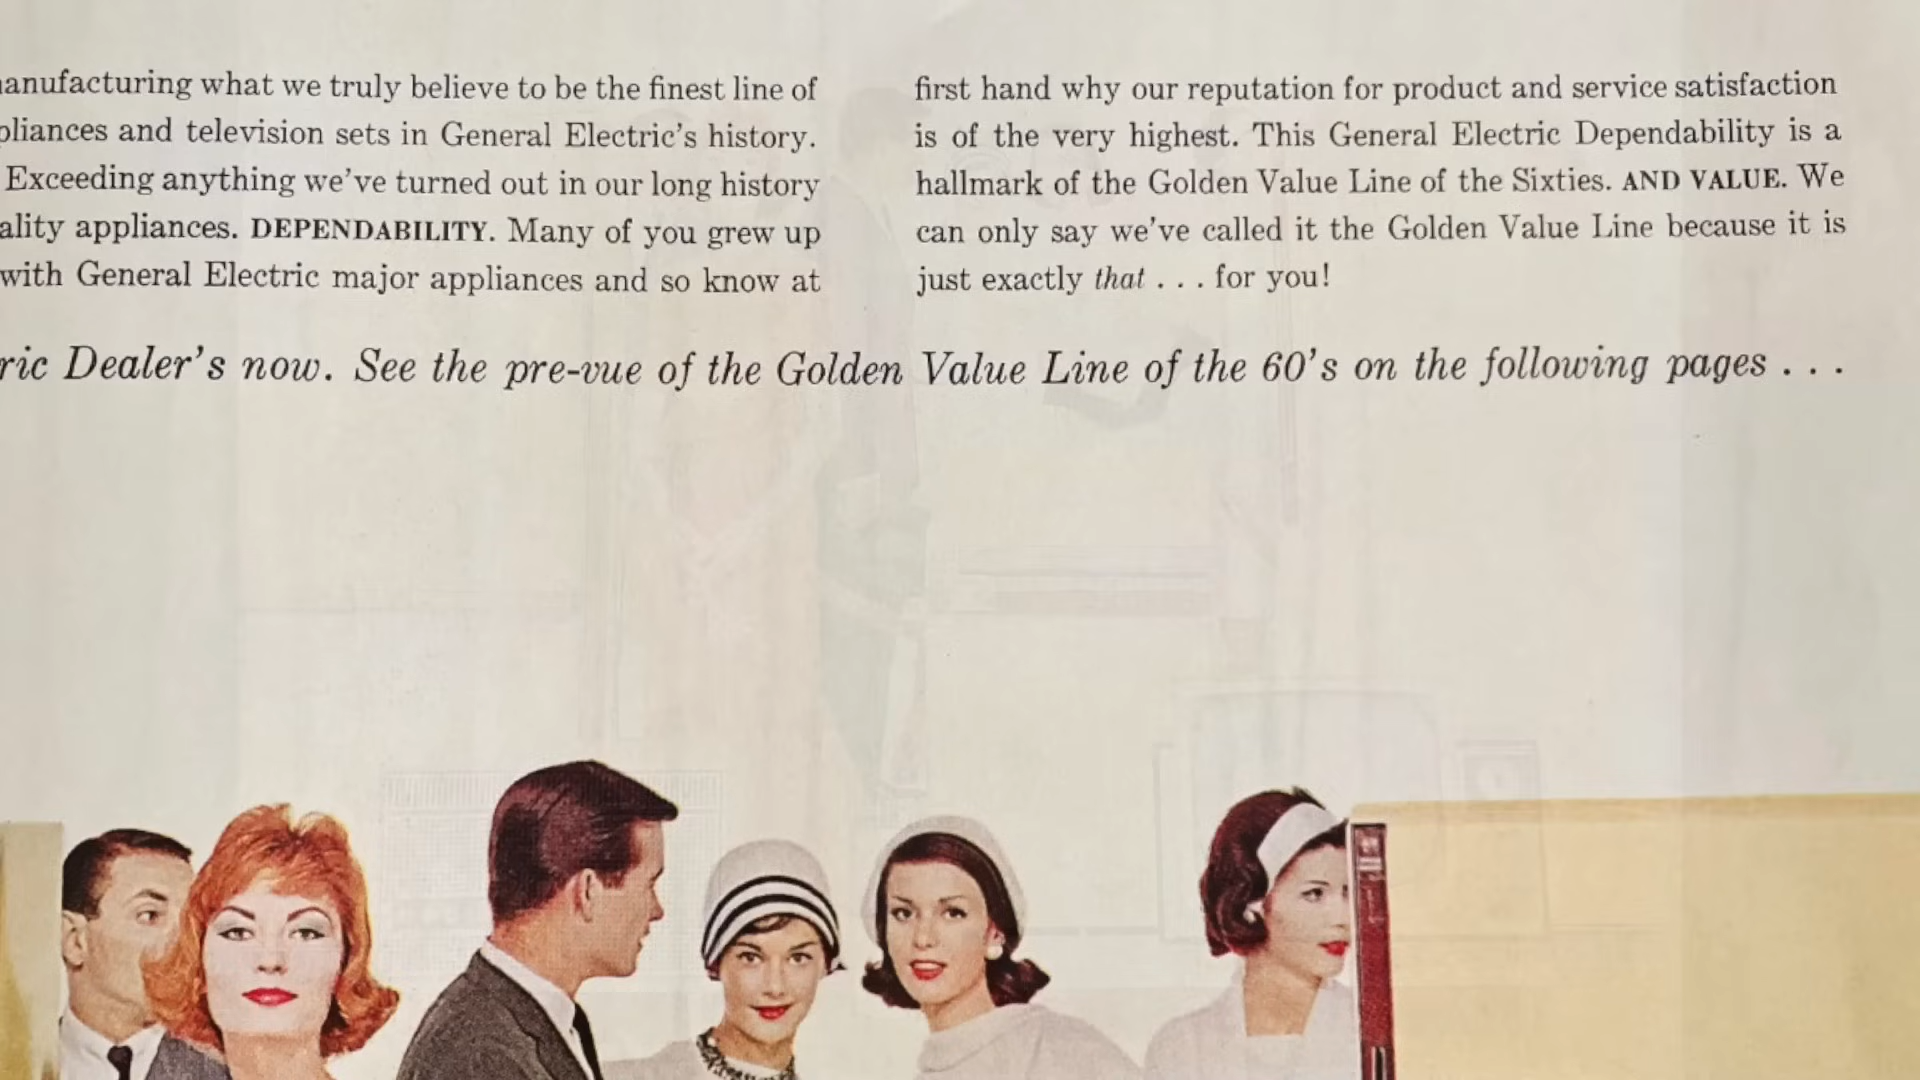 manufacturing what we truly believe to be the finest line of
pliances and television sets in General Electric's history.
Exceeding anything we've turned out in our long history
ality appliances. DEPENDABILITY. Many of you grew up
with General Electric major appliances and so know at
first hand why our reputation for product and service satisfaction
is of the very highest. This General Electric Dependability is a
hallmark of the Golden Value Line of the Sixties. AND VALUE. We
can only say we've called it the Golden Value Line because it is
just exactly that . . . for you!
ric Dealer's now. See the pre-vue of the Golden Value Line of the 60's on the following pages . . .